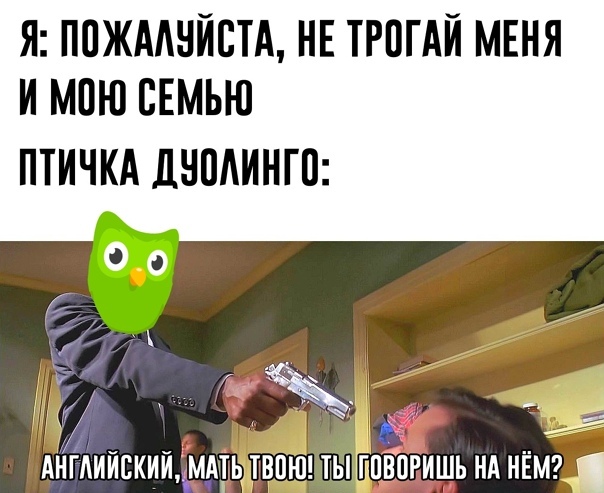 Я: ПОЖАЛУЙСТА, НЕ ТРОГАЙ МЕНЯ
И МОЮ СЕМЬЮ
ПТИЧКА ДУОЛИНГО:
АНГЛИЙСКИЙ, МАТЬ ТВОЮ! ТЫ ГОВОРИШЬ НА НЁМ?